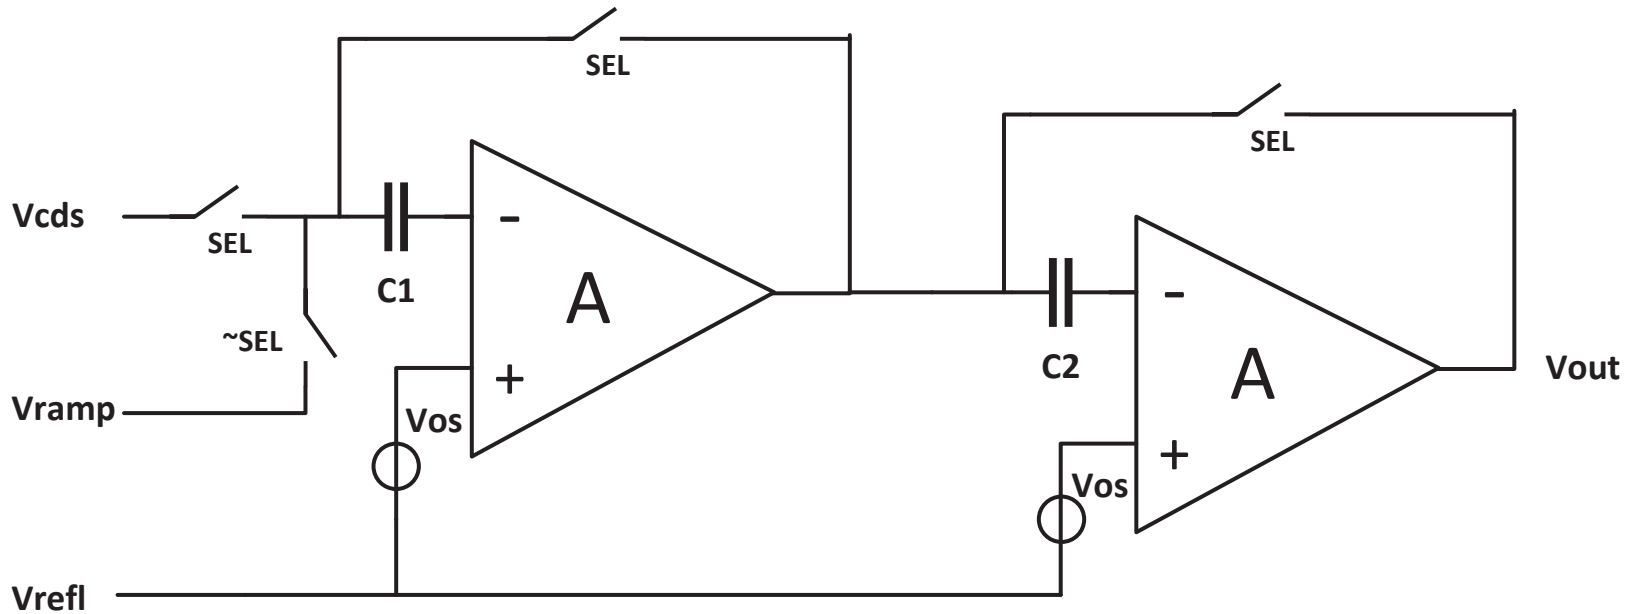 SEL
SEL
Vcds
SEL
-
C1
A
-
~SEL
C2
A
Vout
+
Vramp
Vos
+
Vos
Vrefl